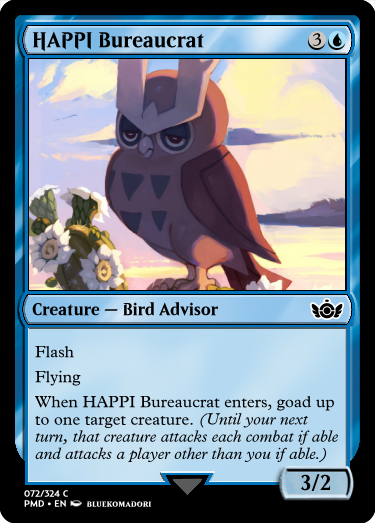 HAPPI Bureaucrat 3
Creature — Bird Advisor
Flash
Flying
When HAPPI Bureaucrat enters, goad up
to one target creature. (Until your next
turn, that creature attacks each combat if able
and attacks a player other than you if able.)
3/2
072/324 C
PMD • EN BLUEKOMADORI